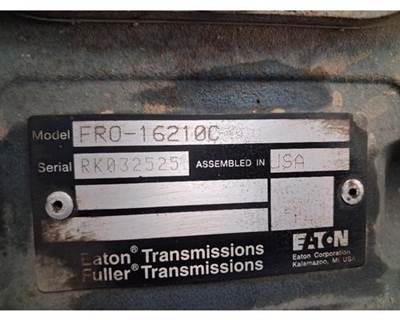 Model FRO-16210C
Serial RK032525 ASSEMBLED IN USA
Eaton® Transmissions
Fuller® Transmissions
EATON
Eaton Corporation
Kalamazoo, MI. USA